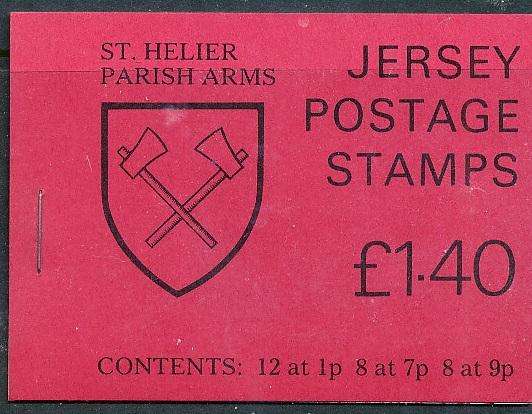 ST. HELIER
PARISH ARMS
JERSEY
POSTAGE
STAMPS
£1·40
CONTENTS: 12 at 1p 8 at 7p 8 at 9p